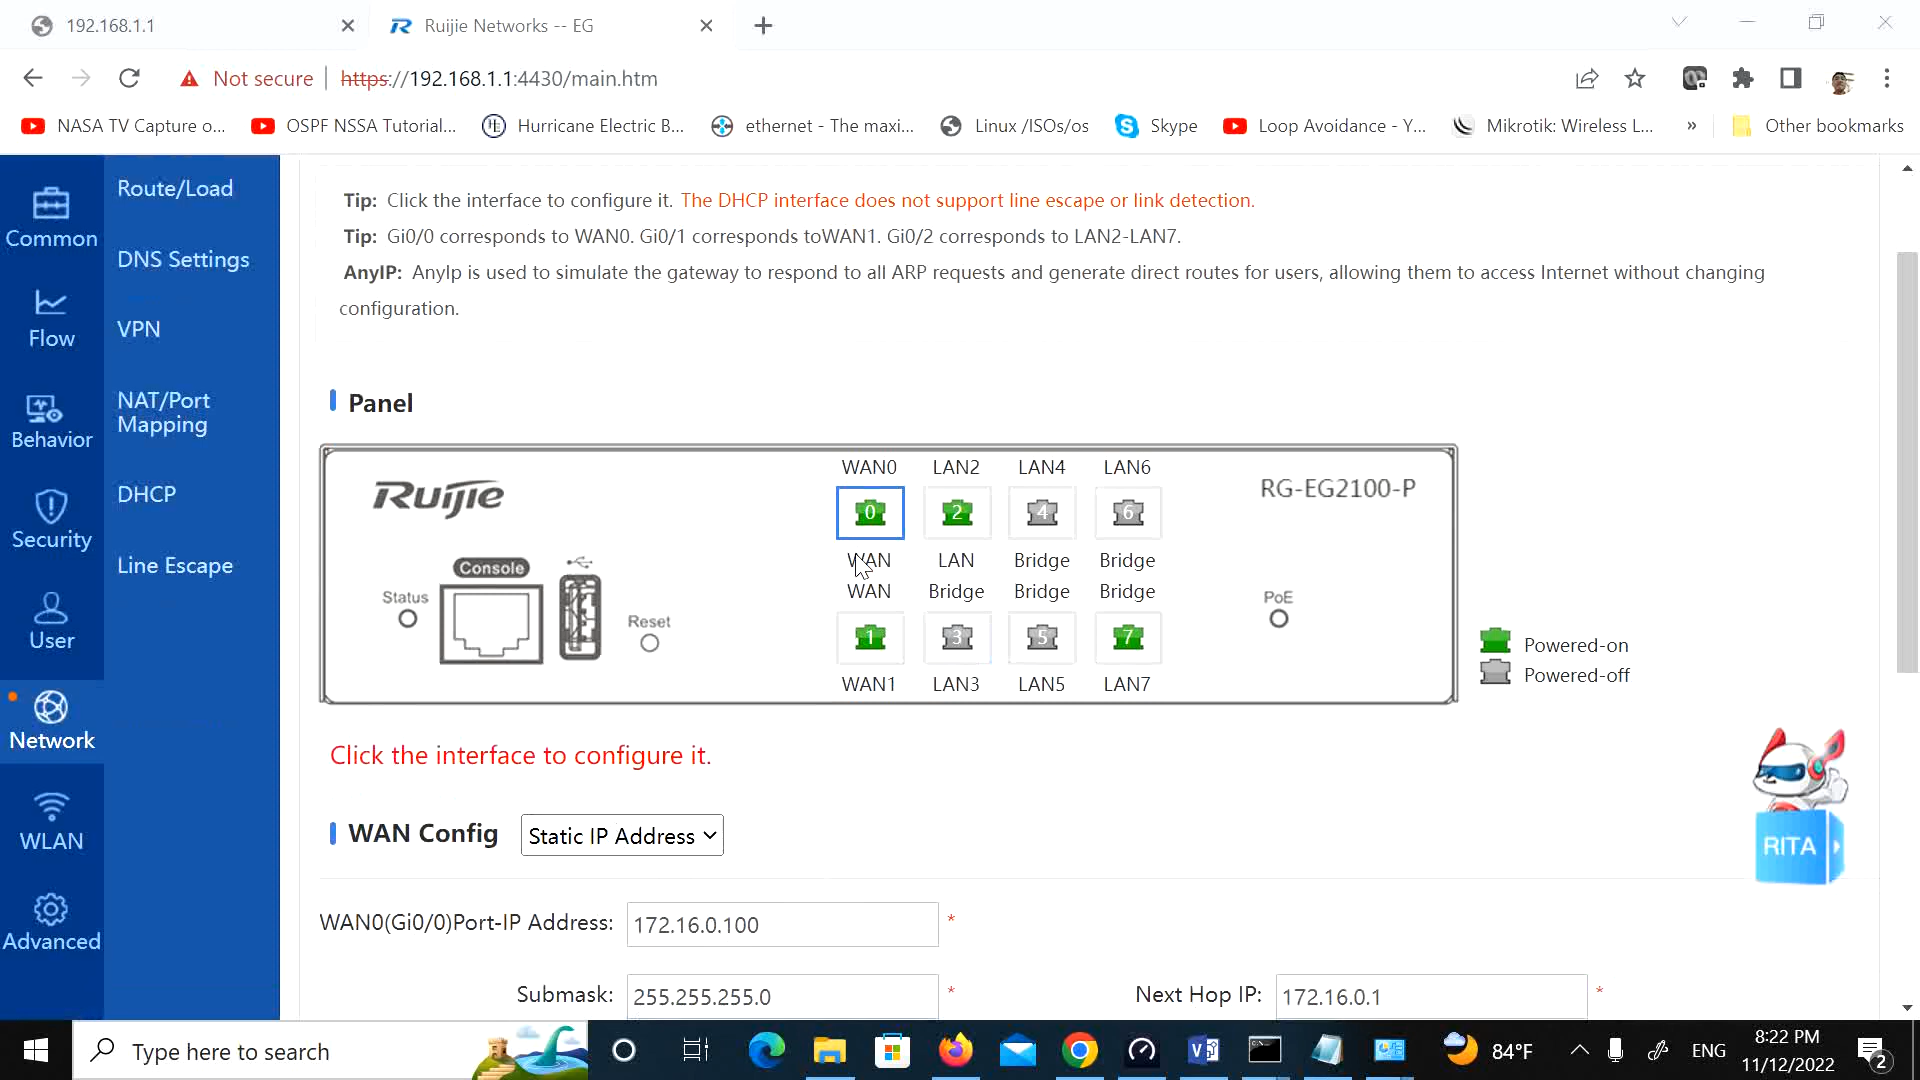 192.168.1.1
Ruijie Networks -- EG
Not secure
https://192.168.1.1:4430/main.htm
NASA TV Capture o...
OSPF NSSA Tutorial...
HE
Hurricane Electric B...
ethernet - The maxi...
Linux /ISOs/os
Skype
Loop Avoidance - Y...
Mikrotik: Wireless L...
»
Other bookmarks
Common
Flow
Behavior
Security
User
Network
WLAN
Advanced
Route/Load
DNS Settings
VPN
NAT/Port
Mapping
DHCP
Line Escape
Tip: Click the interface to configure it. The DHCP interface does not support line escape or link detection.
Tip: Gi0/0 corresponds to WAN0. Gi0/1 corresponds toWAN1. Gi0/2 corresponds to LAN2-LAN7.
AnyIP: AnyIp is used to simulate the gateway to respond to all ARP requests and generate direct routes for users, allowing them to access Internet without changing
configuration.
Panel
Ruijie
RG-EG2100-P
WAN0 LAN2 LAN4 LAN6
0 2 4 6
WAN LAN Bridge Bridge
WAN Bridge Bridge Bridge
1 3 5 7
WAN1 LAN3 LAN5 LAN7
Console
Status
Reset
PoE
Powered-on
Powered-off
Click the interface to configure it.
WAN Config Static IP Address
WAN0(Gi0/0)Port-IP Address: 172.16.0.100 *
Submask: 255.255.255.0 *
Next Hop IP: 172.16.0.1 *
RITA
Type here to search
84°F
ENG
8:22 PM
11/12/2022
2